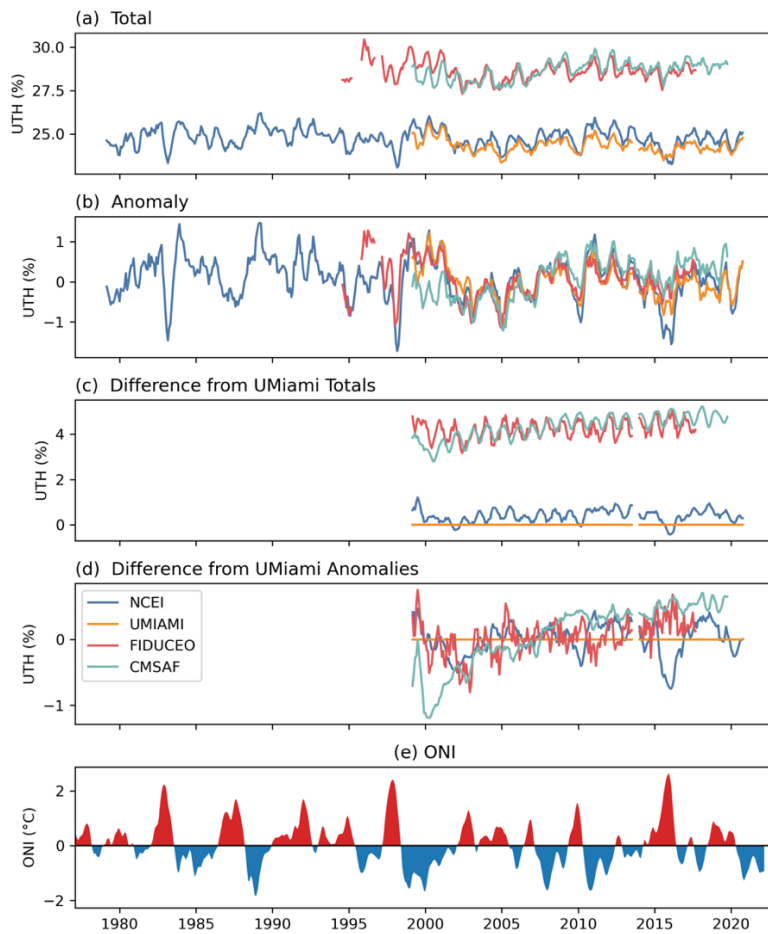 (a) Total
30.0
27.5
25.0
UTH (%)
(b) Anomaly
1
0
−1
UTH (%)
(c) Difference from UMiami Totals
4
2
0
UTH (%)
(d) Difference from UMiami Anomalies
NCEI
UMIAMI
FIDUCEO
CMSAF
0
−1
UTH (%)
(e) ONI
2
0
−2
ONI (°C)
1980 1985 1990 1995 2000 2005 2010 2015 2020